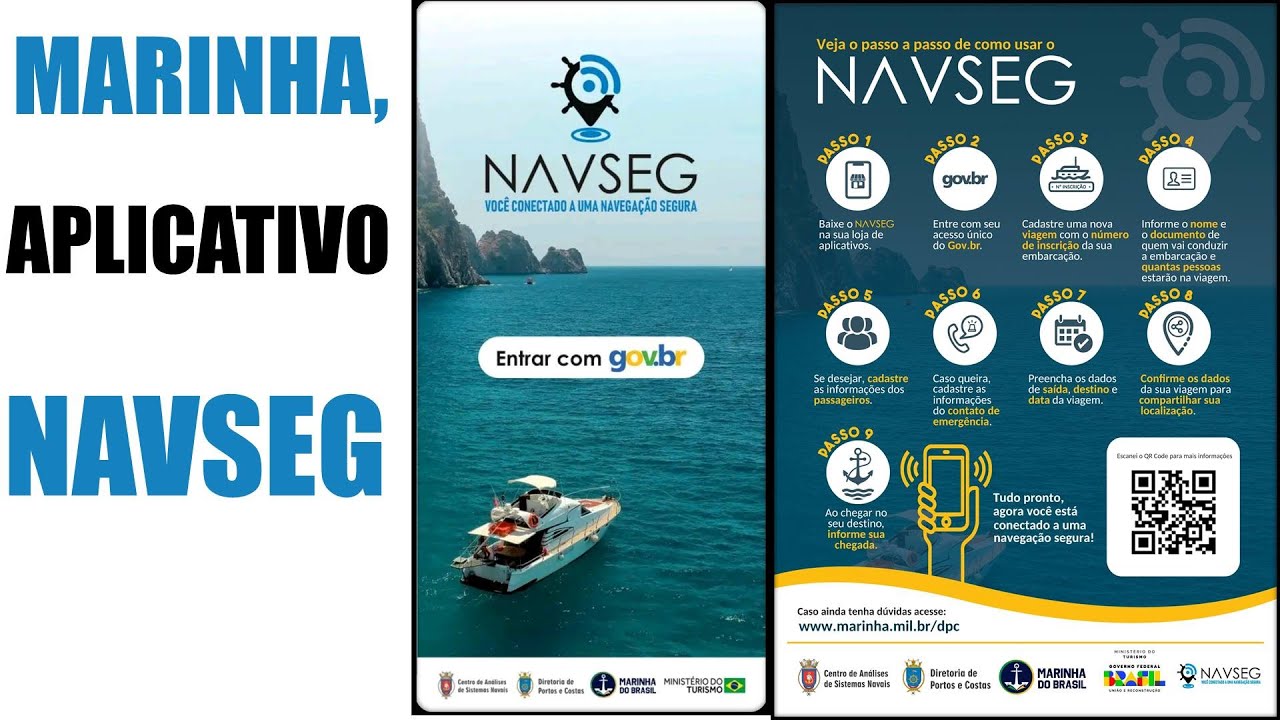 MARINHA,
APLICATIVO
NAVSEG
NAVSEG
VOCÊ CONECTADO A UMA NAVEGAÇÃO SEGURA
Entrar com gov.br
Centro de Análises
de Sistemas Navais
Diretoria de
Portos e Costas
MARINHA
DO BRASIL
MINISTÉRIO DO
TURISMO
Veja o passo a passo de como usar o
NAVSEG
PASSO 1
Baixe o NAVSEG
na sua loja de
aplicativos.
PASSO 2
gov.br
Entre com seu
acesso único
do Gov.br.
PASSO 3
Nº INSCRIÇÃO
Cadastre uma nova
viagem com o número
de inscrição da sua
embarcação.
PASSO 4
Informe o nome e
o documento de
quem vai conduzir
a embarcação e
quantas pessoas
estarão na viagem.
PASSO 5
Se desejar, cadastre
as informações dos
passageiros.
PASSO 6
Caso queira,
cadastre as
informações
do contato de
emergência.
PASSO 7
Preencha os dados
de saída, destino e
data da viagem.
PASSO 8
Confirme os dados
da sua viagem para
compartilhar sua
localização.
PASSO 9
Ao chegar no
seu destino,
informe sua
chegada.
Tudo pronto,
agora você está
conectado a uma
navegação segura!
Escanei o QR Code para mais informações
Caso ainda tenha dúvidas acesse:
www.marinha.mil.br/dpc
Centro de Análises
de Sistemas Navais
Diretoria de
Portos e Costas
MARINHA
DO BRASIL
MINISTÉRIO DO
TURISMO
GOVERNO FEDERAL
BRASIL
UNIÃO E RECONSTRUÇÃO
NAVSEG
VOCÊ CONECTADO A UMA NAVEGAÇÃO SEGURA